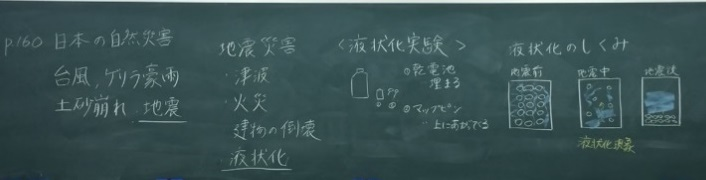 p.160 日本の自然災害
台風、ゲリラ豪雨
土砂崩れ、地震
地震災害
・津波
・火災
建物の倒壊
液状化
〈液状化実験〉
◎乾電池
埋まる
◎マップピン
上にあがってくる
液状化のしくみ
地震前
地震中
地震後
液状化現象